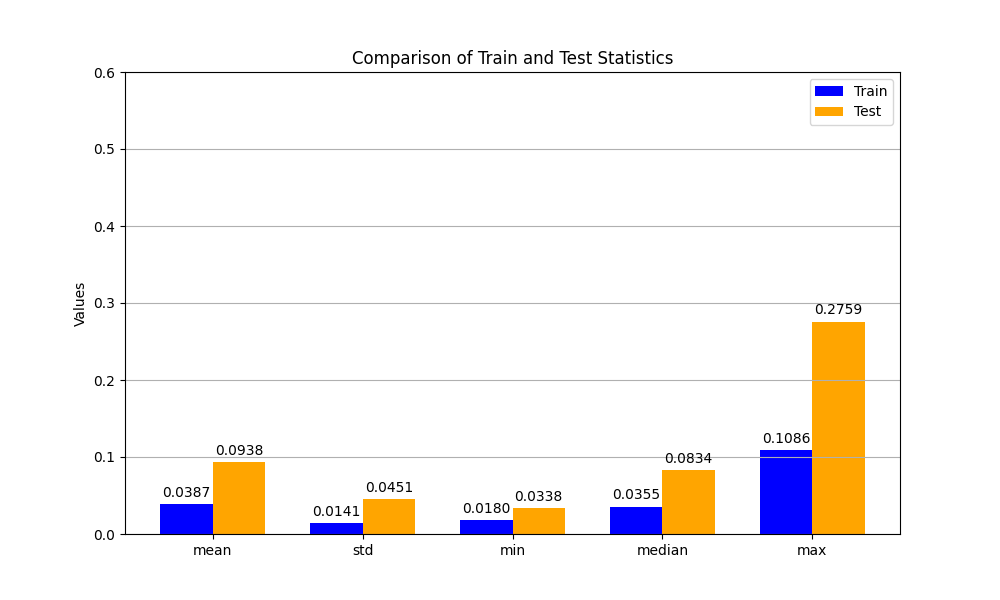 Comparison of Train and Test Statistics
0.6
0.5
0.4
0.3
0.2
0.1
0.0
Values
Train
Test
0.0387
0.0938
0.0141
0.0451
0.0180
0.0338
0.0355
0.0834
0.1086
0.2759
mean
std
min
median
max